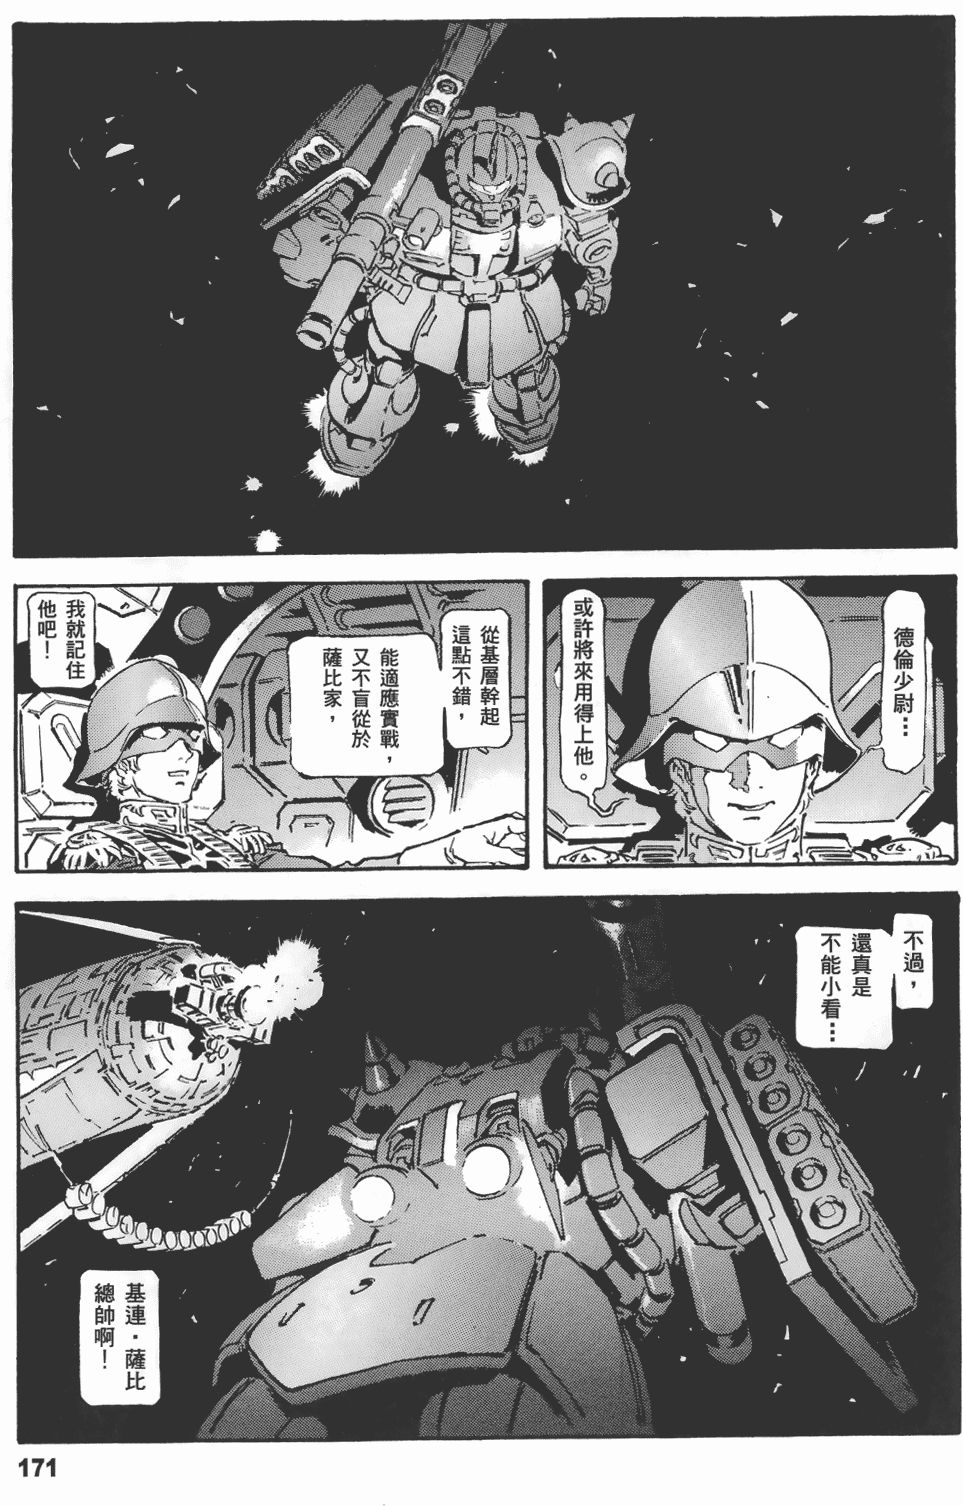 德倫少尉…
或許將來用得上他。
從基層幹起
這點不錯，
能適應實戰，
又不盲從於
薩比家，
我就記住
他吧！
不過，
還真是
不能小看…
基連·薩比
總帥啊！
171